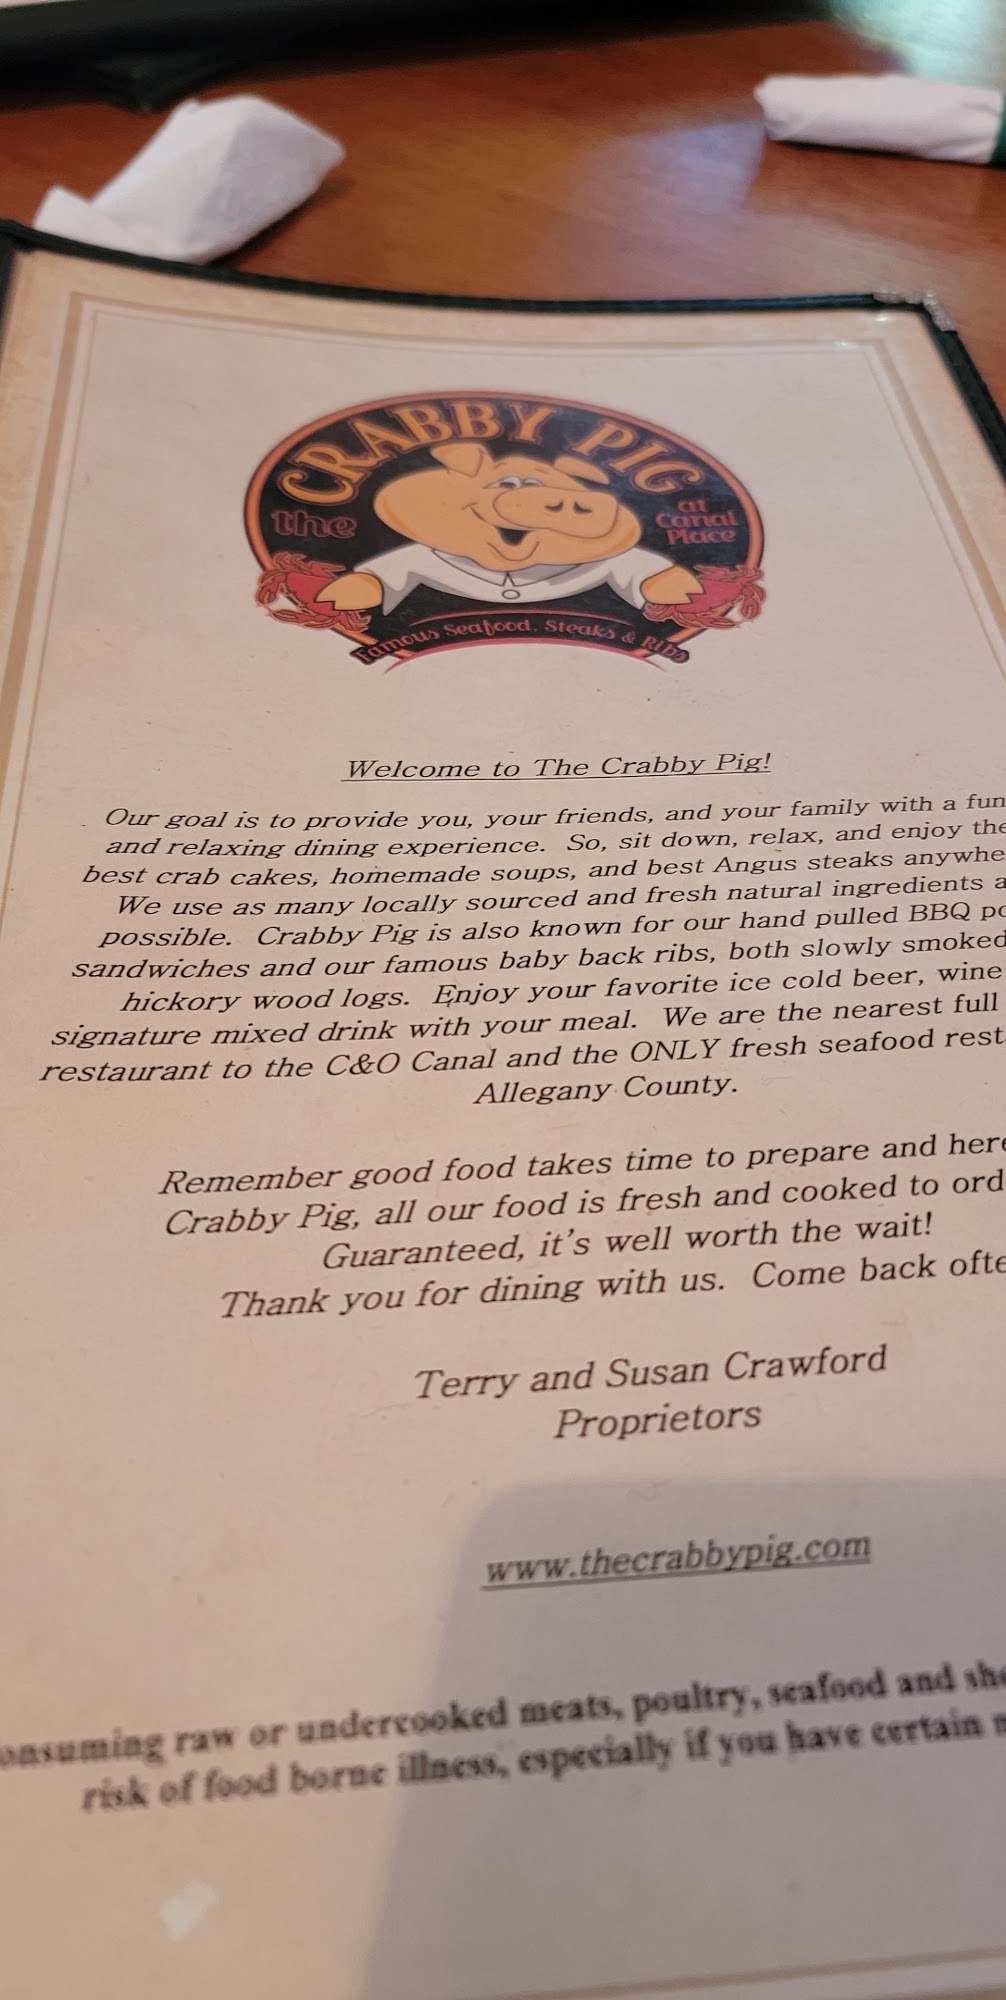 the CRABBY PIG at Canal Place
Famous Seafood, Steaks & Ribs
Welcome to The Crabby Pig!
Our goal is to provide you, your friends, and your family with a fun
and relaxing dining experience. So, sit down, relax, and enjoy the
best crab cakes, homemade soups, and best Angus steaks
We use as many locally sourced and fresh natural ingredients
possible. Crabby Pig is also known for our hand pulled BBQ
sandwiches and our famous baby back ribs, both slowly smoked
hickory wood logs. Enjoy your favorite ice cold beer, wine
signature mixed drink with your meal. We are the nearest full
restaurant to the C&O Canal and the ONLY fresh seafood
Allegany County.
Remember good food takes time to prepare and
Crabby Pig, all our food is fresh and cooked to
Guaranteed, it's well worth the wait!
Thank you for dining with us. Come back
Terry and Susan Crawford
Proprietors
www.thecrabbypig.com
raw or undercooked meats, poultry, seafood and
risk of food borne illness, especially if you have certain